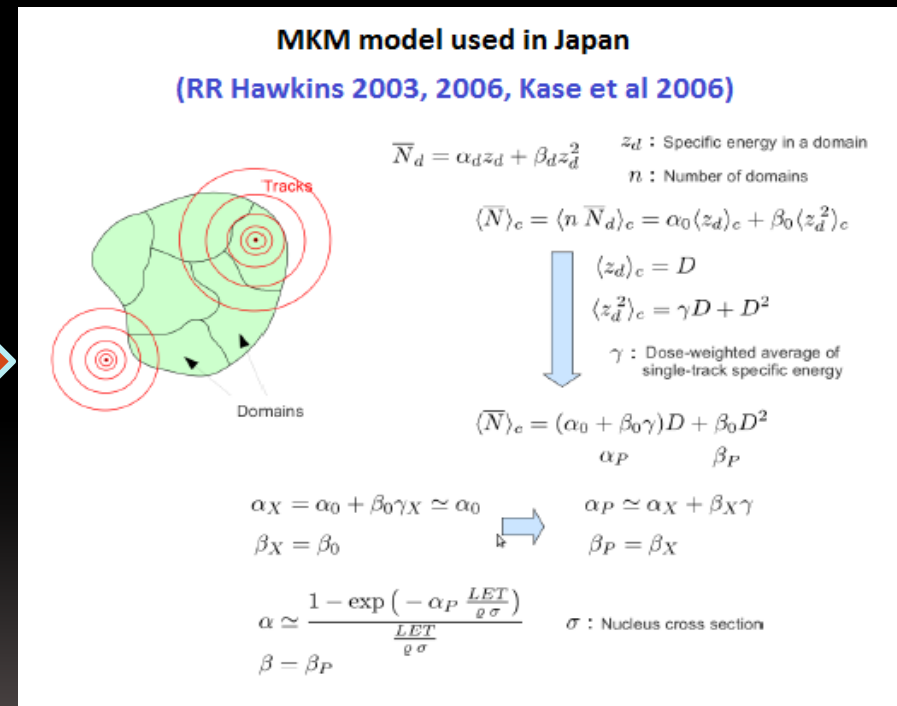 MKM model used in Japan
(RR Hawkins 2003, 2006, Kase et al 2006)
N̅_d = α_d z_d + β_d z_d^2
z_d : Specific energy in a domain
n : Number of domains
Tracks
⟨N̅⟩_c = ⟨n N̅_d⟩_c = α_0⟨z_d⟩_c + β_0⟨z_d^2⟩_c
⟨z_d⟩_c = D
⟨z_d^2⟩_c = γD + D^2
γ : Dose-weighted average of
single-track specific energy
Domains
⟨N̅⟩_c = (α_0 + β_0γ)D + β_0D^2
α_P β_P
α_X = α_0 + β_0γ_X ≃ α_0 α_P ≃ α_X + β_Xγ
β_X = β_0 β_P = β_X
α ≃ (1 − exp(− α_P LET/(ϱ σ))) / (LET/(ϱ σ)) σ : Nucleus cross section
β = β_P